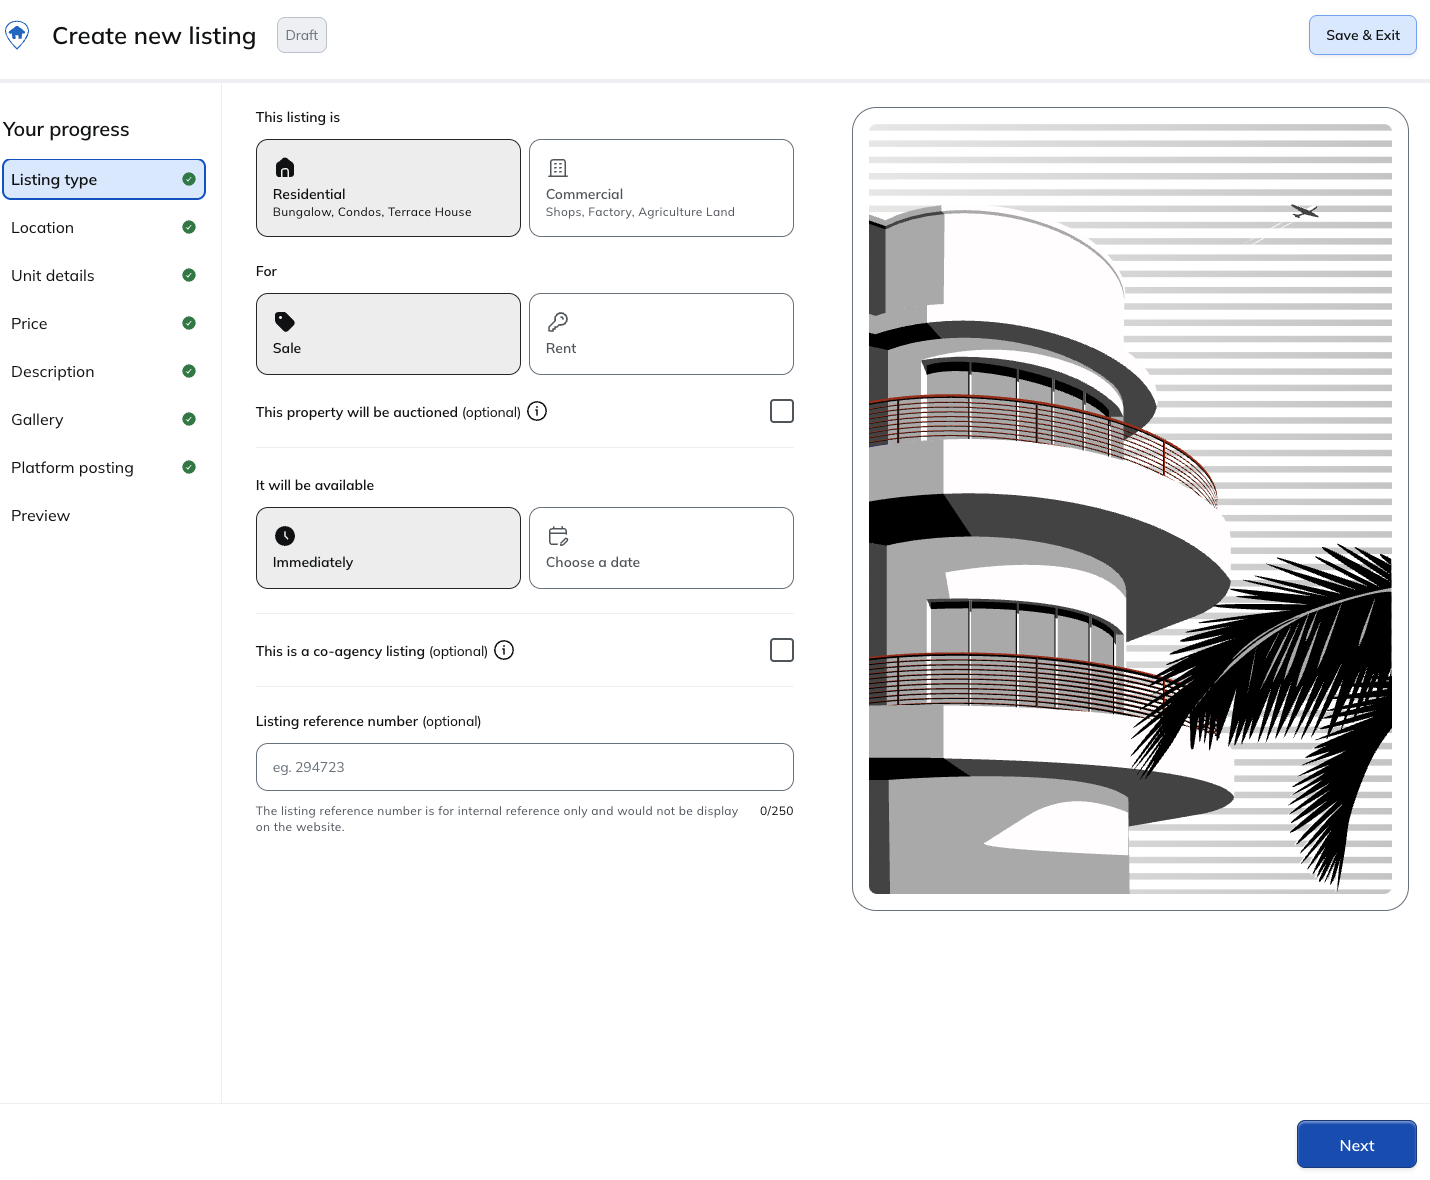 Create new listing
Draft
Save & Exit
Your progress
Listing type
Location
Unit details
Price
Description
Gallery
Platform posting
Preview
This listing is
Residential
Bungalow, Condos, Terrace House
Commercial
Shops, Factory, Agriculture Land
For
Sale
Rent
This property will be auctioned (optional)
It will be available
Immediately
Choose a date
This is a co-agency listing (optional)
Listing reference number (optional)
eg. 294723
The listing reference number is for internal reference only and would not be display
on the website.
0/250
Next